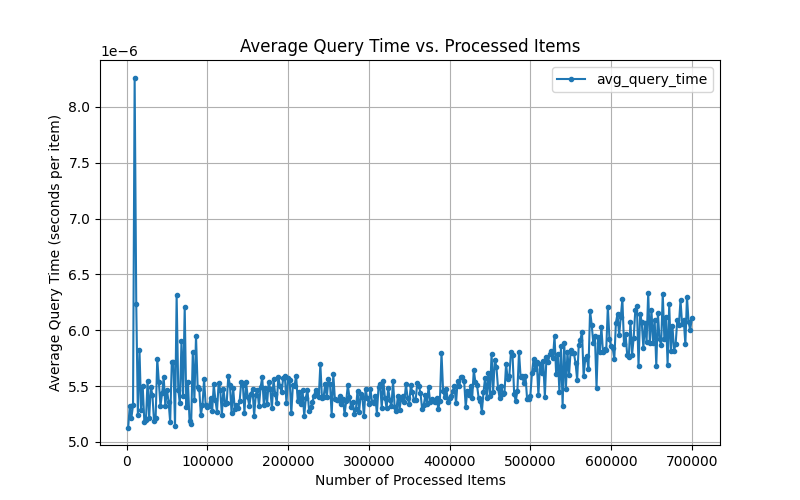 Average Query Time vs. Processed Items
1e−6
avg_query_time
8.0
7.5
7.0
6.5
6.0
5.5
5.0
Average Query Time (seconds per item)
0 100000 200000 300000 400000 500000 600000 700000
Number of Processed Items